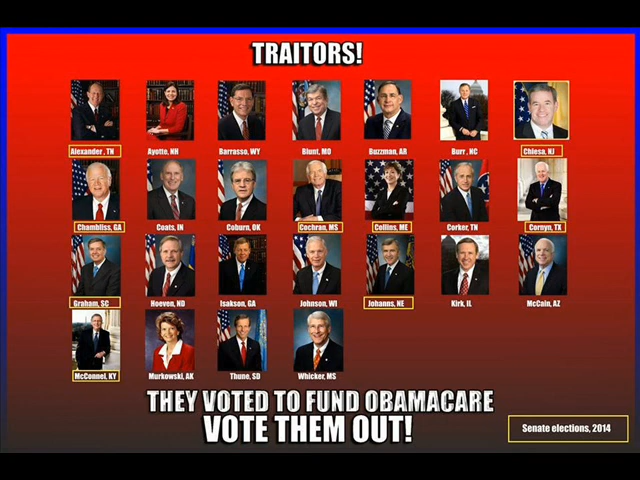 TRAITORS!
Alexander , TN
Ayotte, NH
Barrasso, WY
Blunt, MO
Buzman, AR
Burr , NC
Chiesa, NJ
Chambliss, GA
Coats, IN
Coburn, OK
Cochran, MS
Collins, ME
Corker, TN
Cornyn, TX
Graham, SC
Hoeven, ND
Isakson, GA
Johnson, WI
Johanns, NE
Kirk, IL
McCain, AZ
McConnel, KY
Murkowski, AK
Thune, SD
Whicker, MS
THEY VOTED TO FUND OBAMACARE
VOTE THEM OUT!
Senate elections, 2014